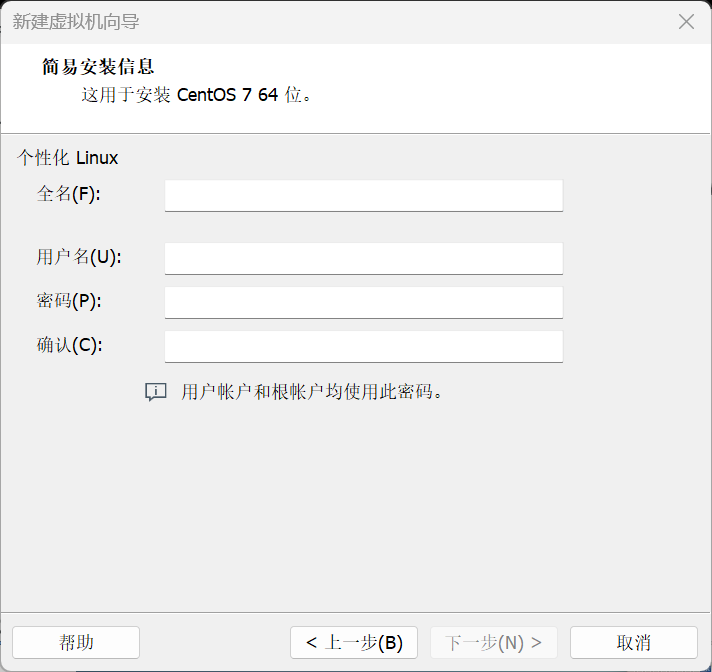 新建虚拟机向导
简易安装信息
这用于安装 CentOS 7 64 位。
个性化 Linux
全名(F):
用户名(U):
密码(P):
确认(C):
用户帐户和根帐户均使用此密码。
帮助
< 上一步(B)
下一步(N) >
取消